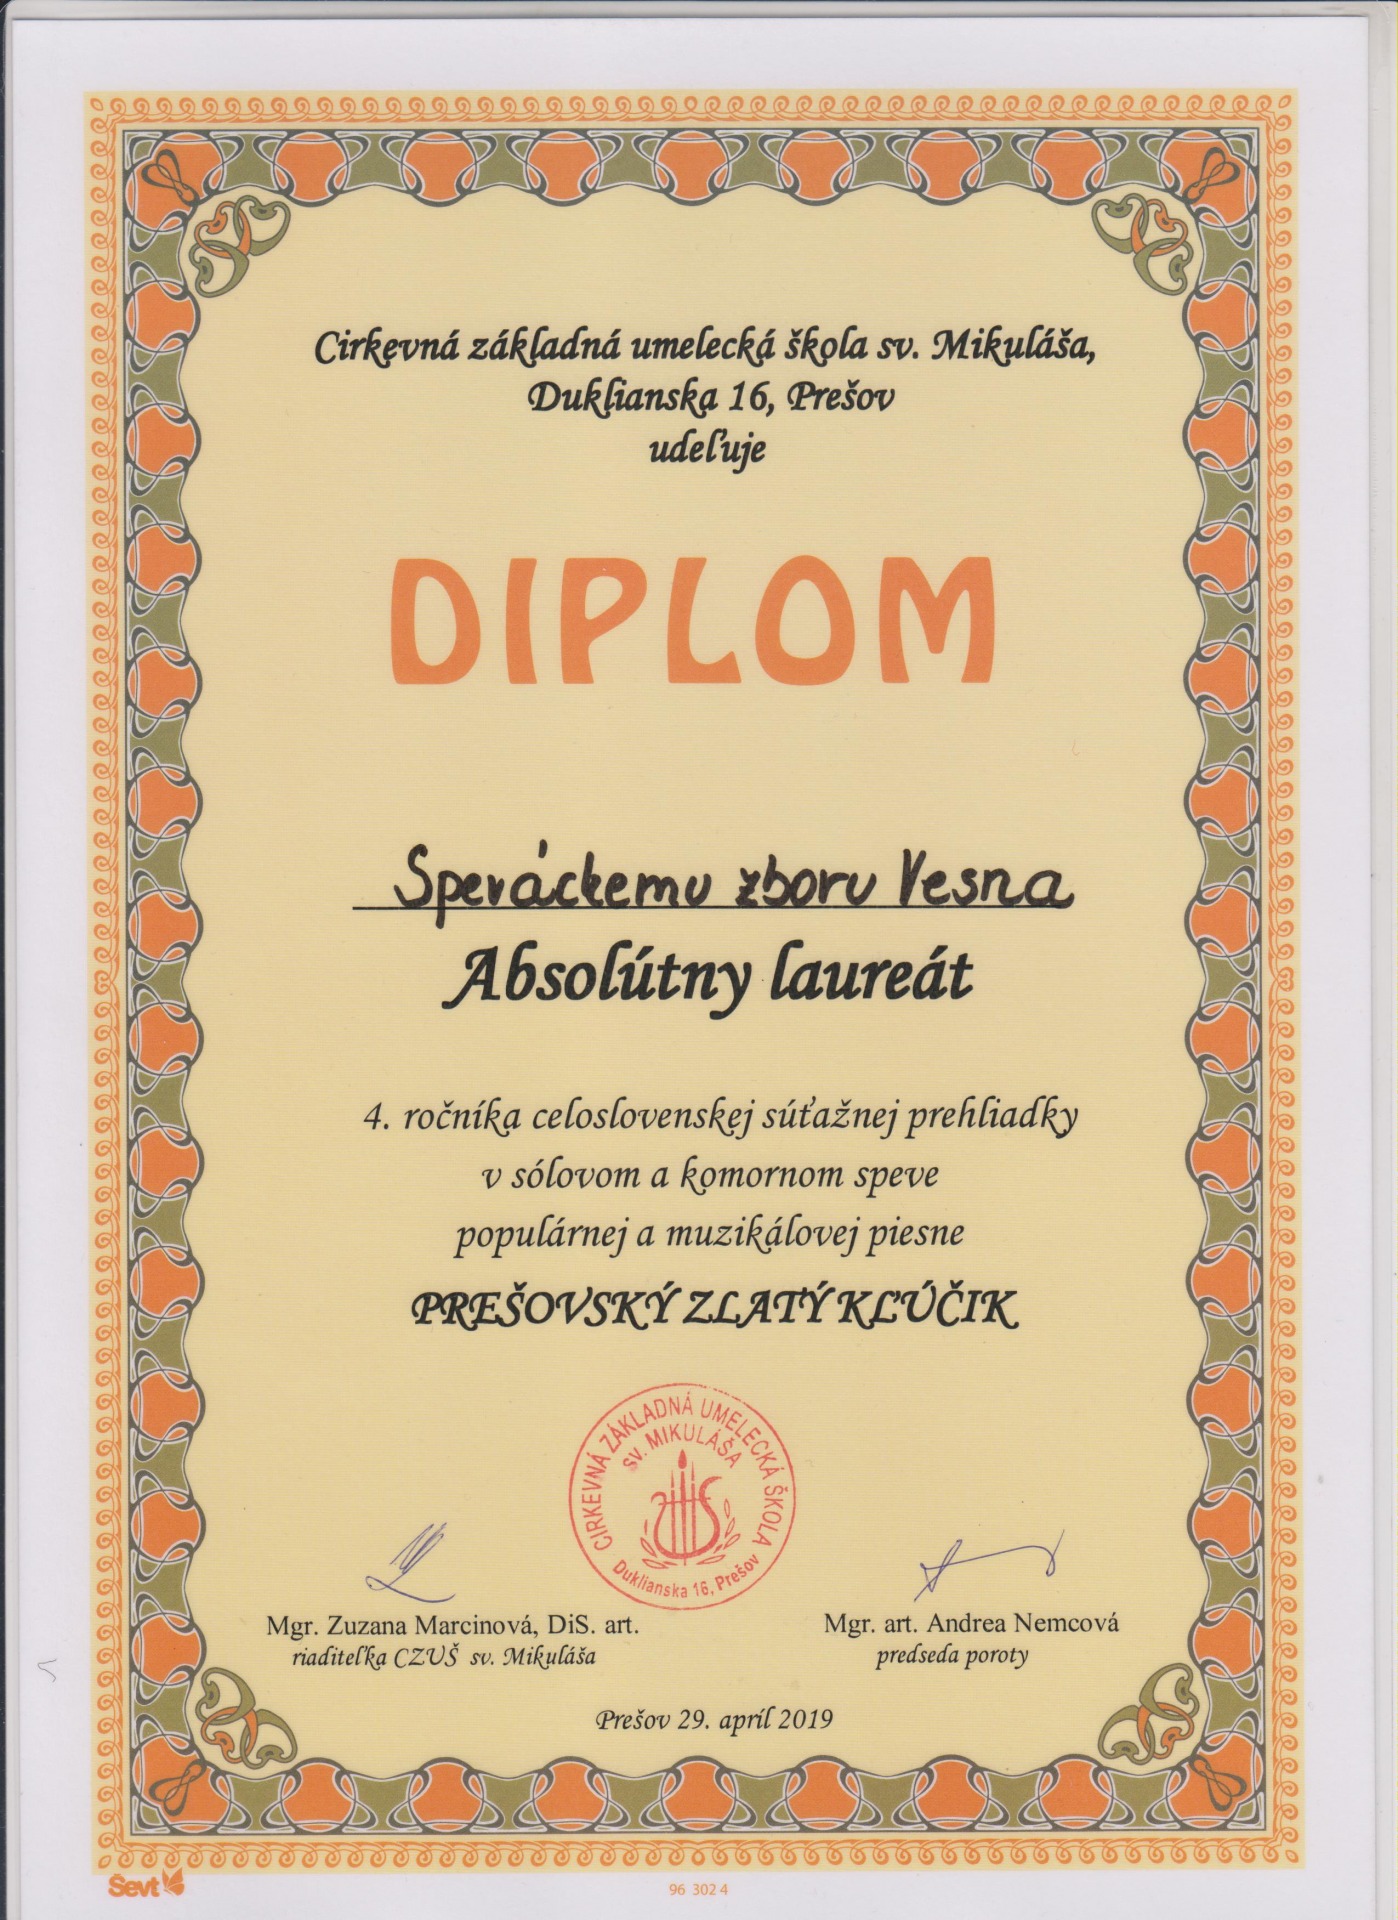 Cirkevná základná umelecká škola sv. Mikuláša,
Duklianska 16, Prešov
udeľuje
DIPLOM
Speváckemu zboru Vesna
Absolútny laureát
4. ročníka celoslovenskej súťažnej prehliadky
v sólovom a komornom speve
populárnej a muzikálovej piesne
PREŠOVSKÝ ZLATÝ KĽÚČIK
CIRKEVNÁ ZÁKLADNÁ UMELECKÁ ŠKOLA
SV. MIKULÁŠA
Duklianska 16, Prešov
Mgr. Zuzana Marcinová, DiS. art.
riaditeľka CZUŠ sv. Mikuláša
Mgr. art. Andrea Nemcová
predseda poroty
Prešov 29. apríl 2019
Ševt
96 302 4